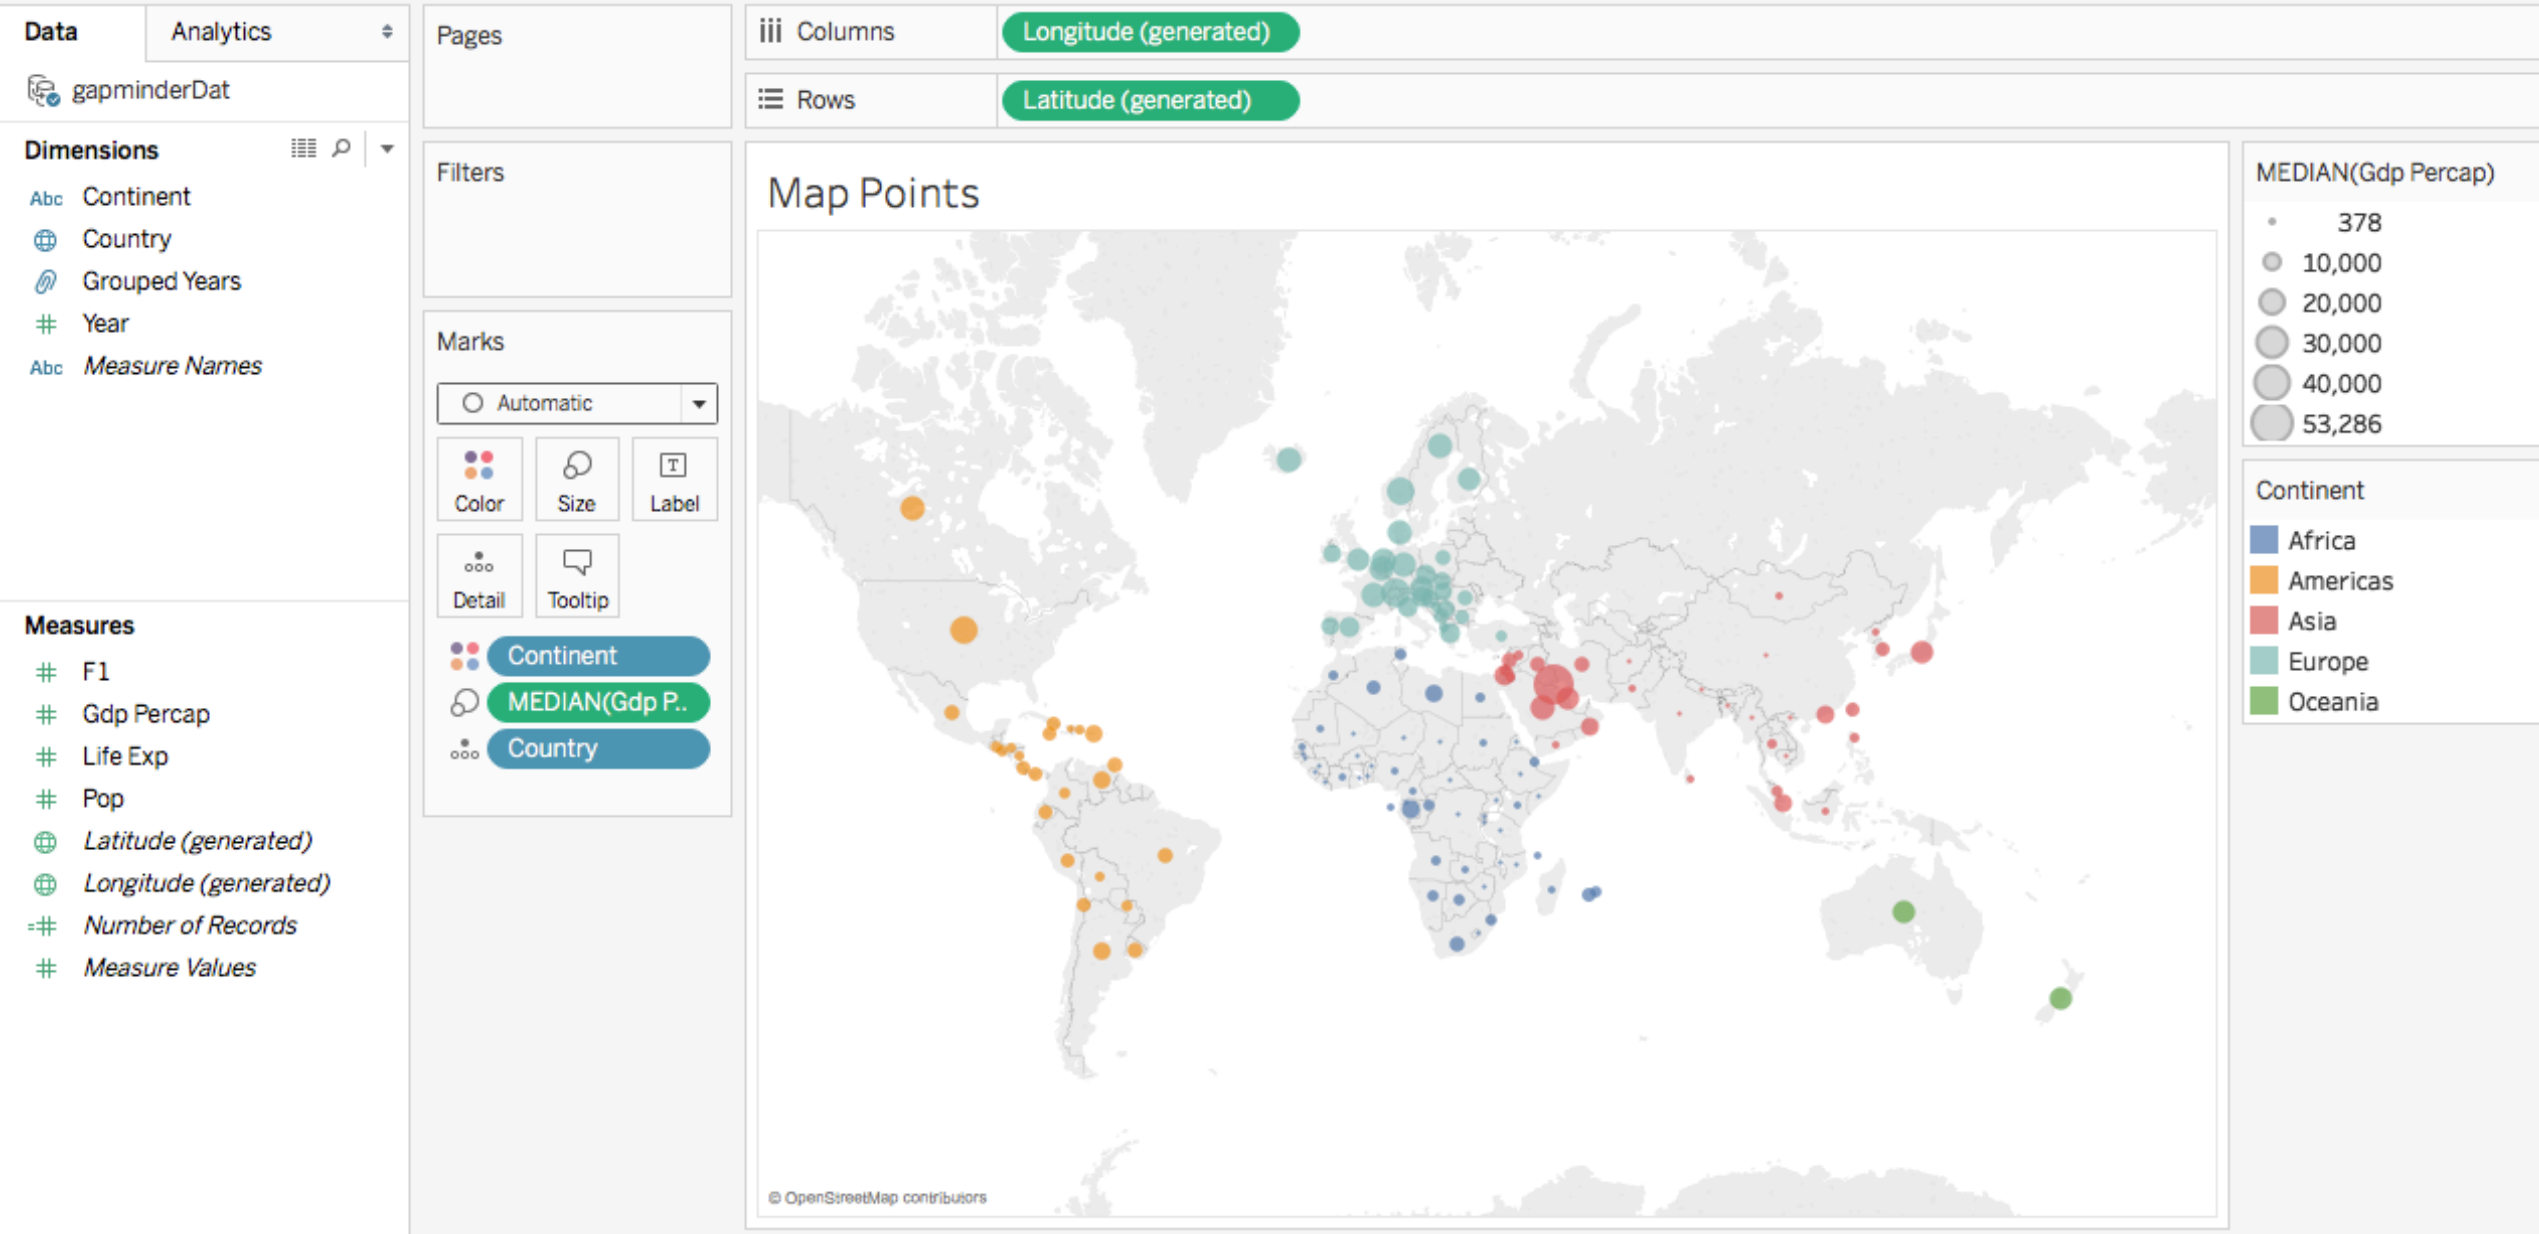 Data
Analytics
gapminderDat
Dimensions
Abc Continent
Country
Grouped Years
Year
Abc Measure Names
Measures
F1
Gdp Percap
Life Exp
Pop
Latitude (generated)
Longitude (generated)
Number of Records
Measure Values
Pages
Filters
Marks
Automatic
Color
Size
T
Label
Detail
Tooltip
Continent
MEDIAN(Gdp P..
Country
Columns
Longitude (generated)
Rows
Latitude (generated)
Map Points
© OpenStreetMap contributors
MEDIAN(Gdp Percap)
378
10,000
20,000
30,000
40,000
53,286
Continent
Africa
Americas
Asia
Europe
Oceania